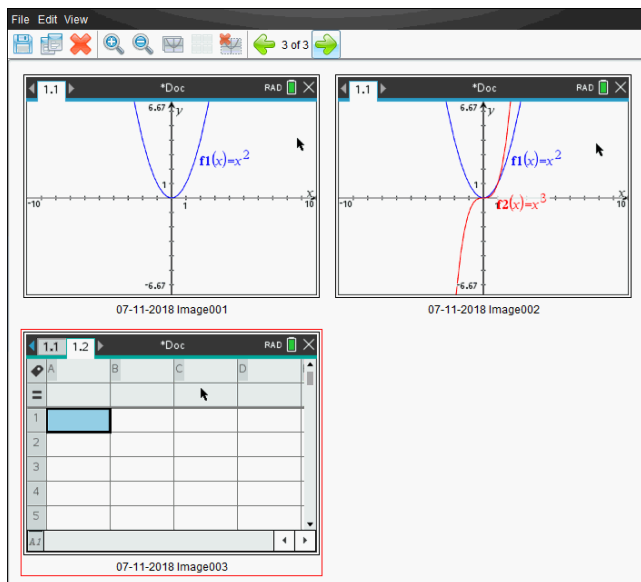 File Edit View
3 of 3
1.1 *Doc RAD
6.67 y
f1(x)=x²
1
x
-10 1 10
-6.67
07-11-2018 Image001
1.1 *Doc RAD
6.67 y
f1(x)=x²
1
x
-10 f2(x)=x³ 10
-6.67
07-11-2018 Image002
1.1 1.2 *Doc RAD
A B C D
=
1
2
3
4
5
A1
07-11-2018 Image003